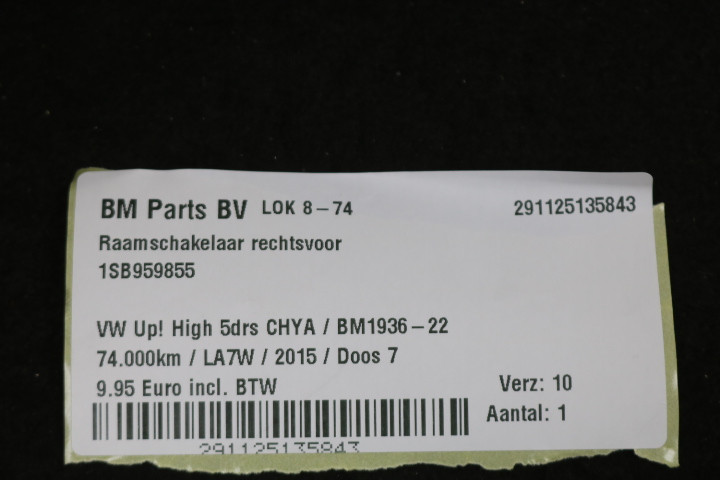 BM Parts BV LOK 8-74 291125135843
Raamschakelaar rechtsvoor
1SB959855
VW Up! High 5drs CHYA / BM1936-22
74.000km / LA7W / 2015 / Doos 7
9.95 Euro incl. BTW Verz: 10
Aantal: 1
291125135843